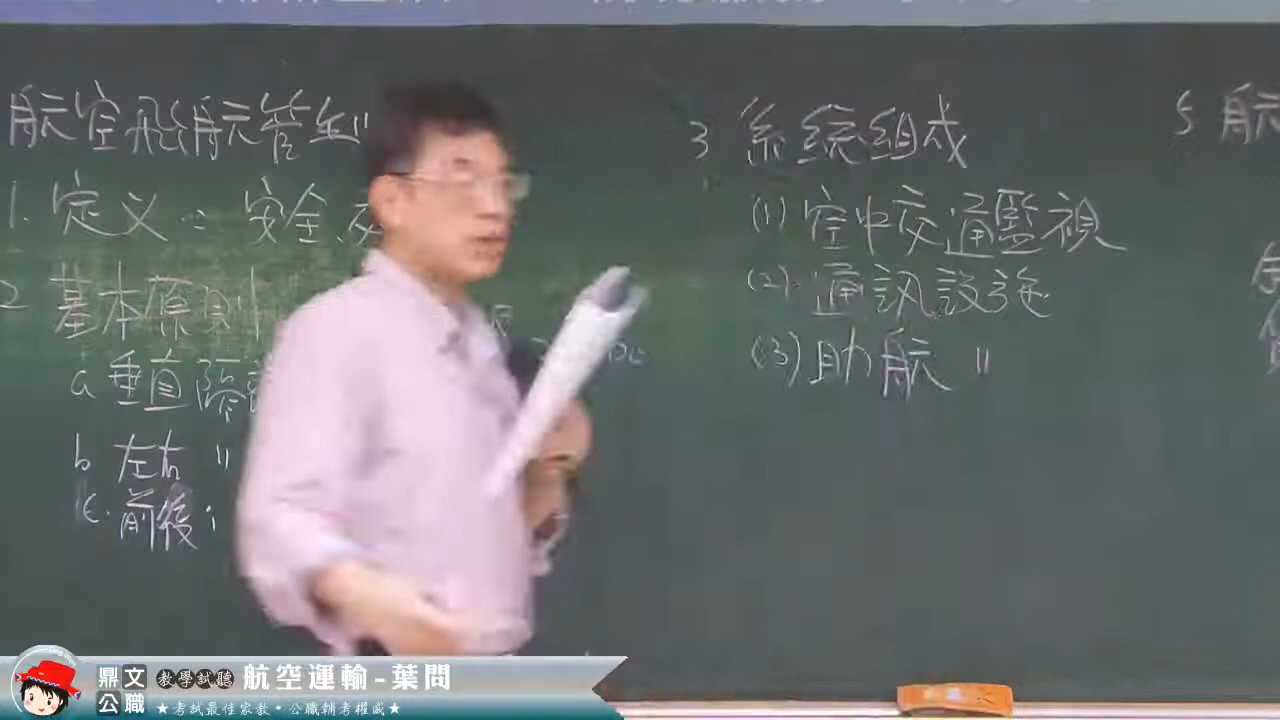 航空飛航管制
1. 定义: 安全.
2 基本原則
a 垂直隔
b 左右 〃
c. 前後 :
3 系統組成
(1) 空中交通監視
(2) 通訊設施
(3) 助航 〃
5 航
鼎文公職
教學試聽
航空運輸-葉問
★考試最佳家教·公職輔考權威★